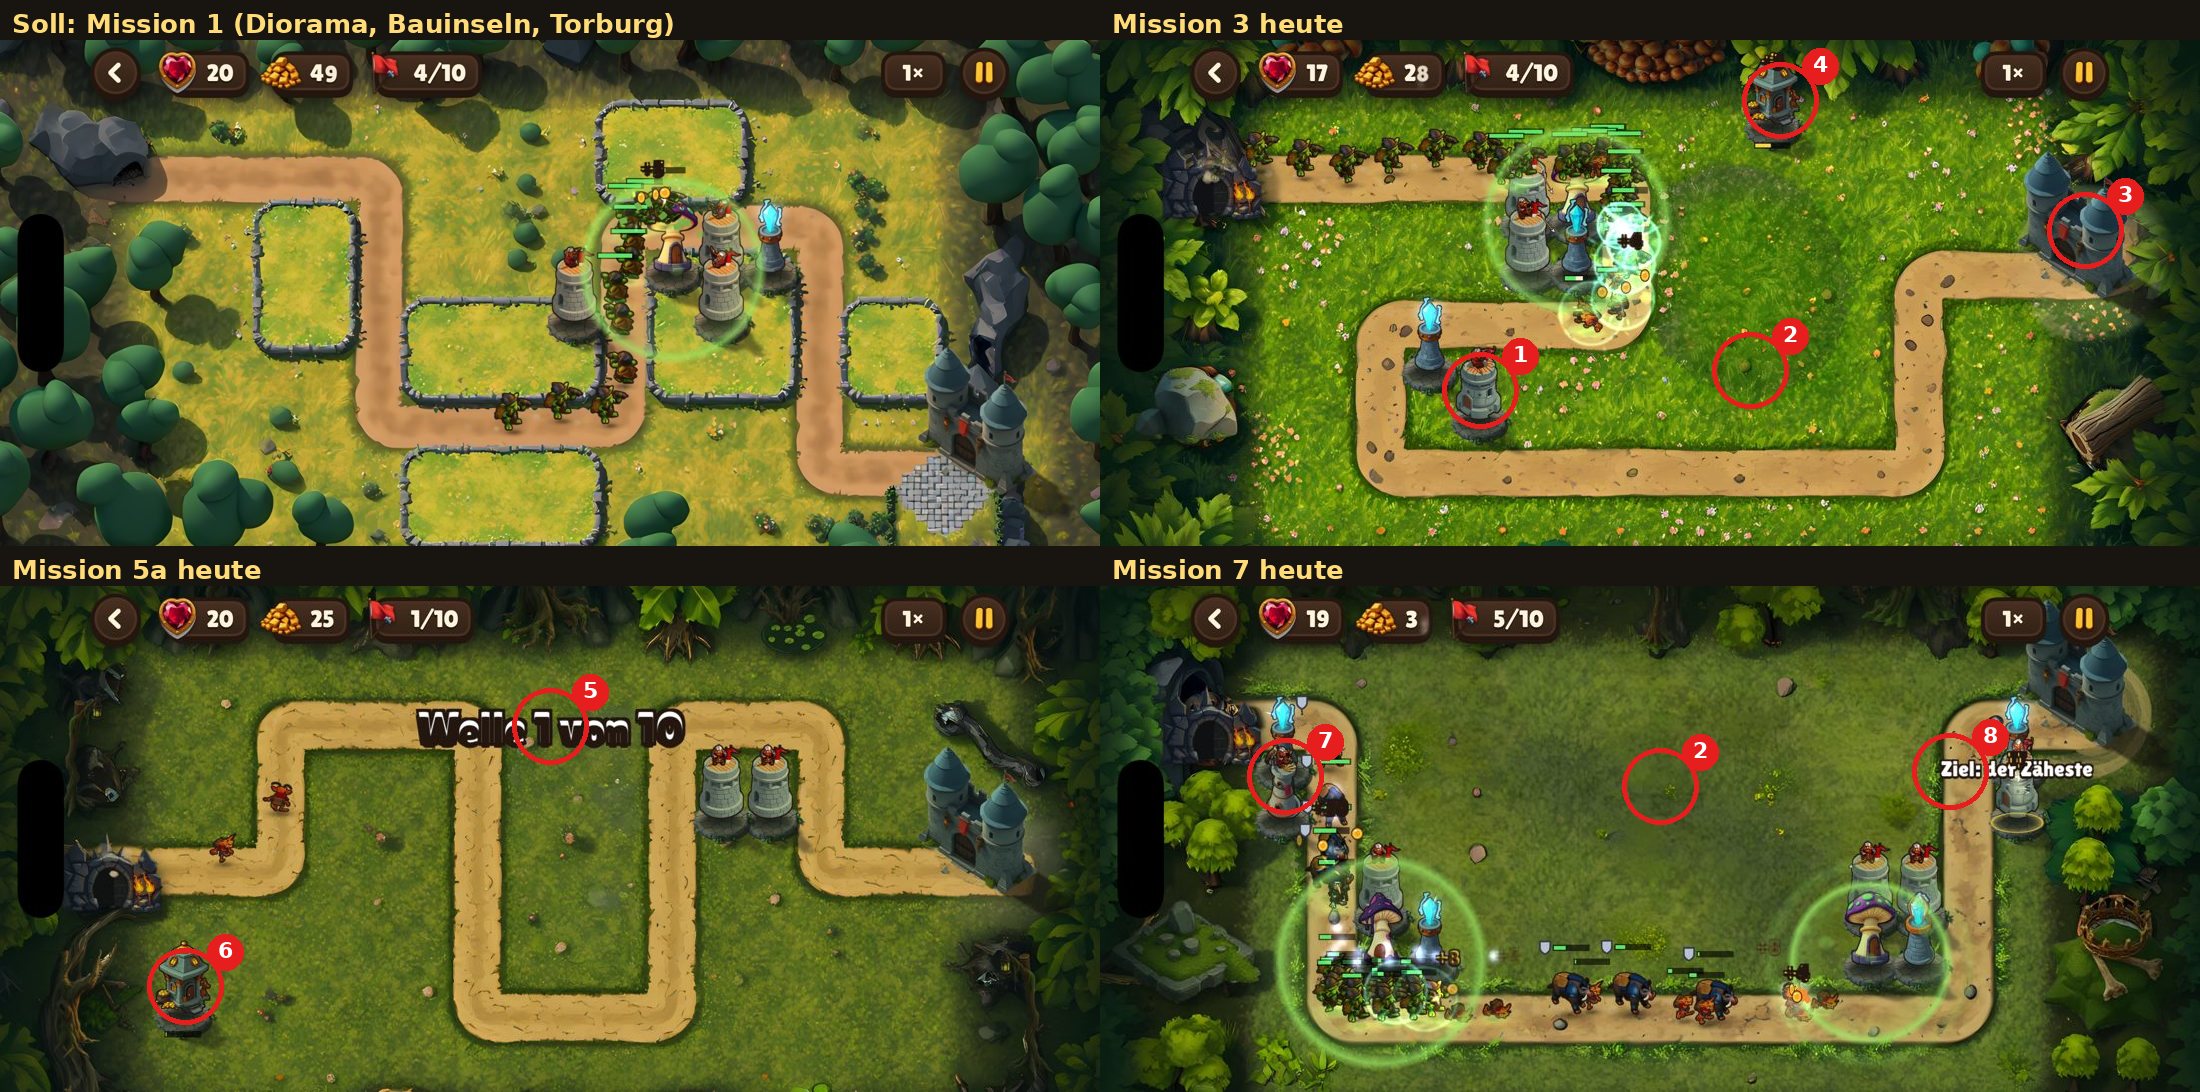 Soll: Mission 1 (Diorama, Bauinseln, Torburg)
20 49 4/10 1×
Mission 3 heute
17 28 4/10 1×
4
3
2
1
Mission 5a heute
20 25 1/10 1×
5
Welle 1 von 10
6
Mission 7 heute
19 3 5/10 1×
7
2
8
Ziel: der Zäheste
+3